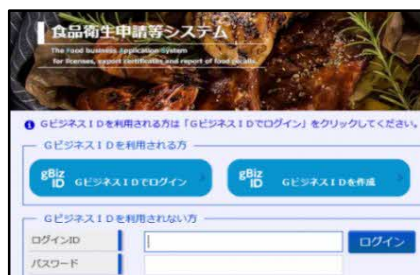 食品衛生申請等システム
The Food business Application System
for licenses, export certificates and report of food recalls
GビジネスIDを利用される方は「GビジネスIDでログイン」をクリックしてください。
GビジネスIDを利用される方
gBiz ID GビジネスIDでログイン
gBiz ID GビジネスIDを作成
GビジネスIDを利用されない方
ログインID
ログイン
パスワード